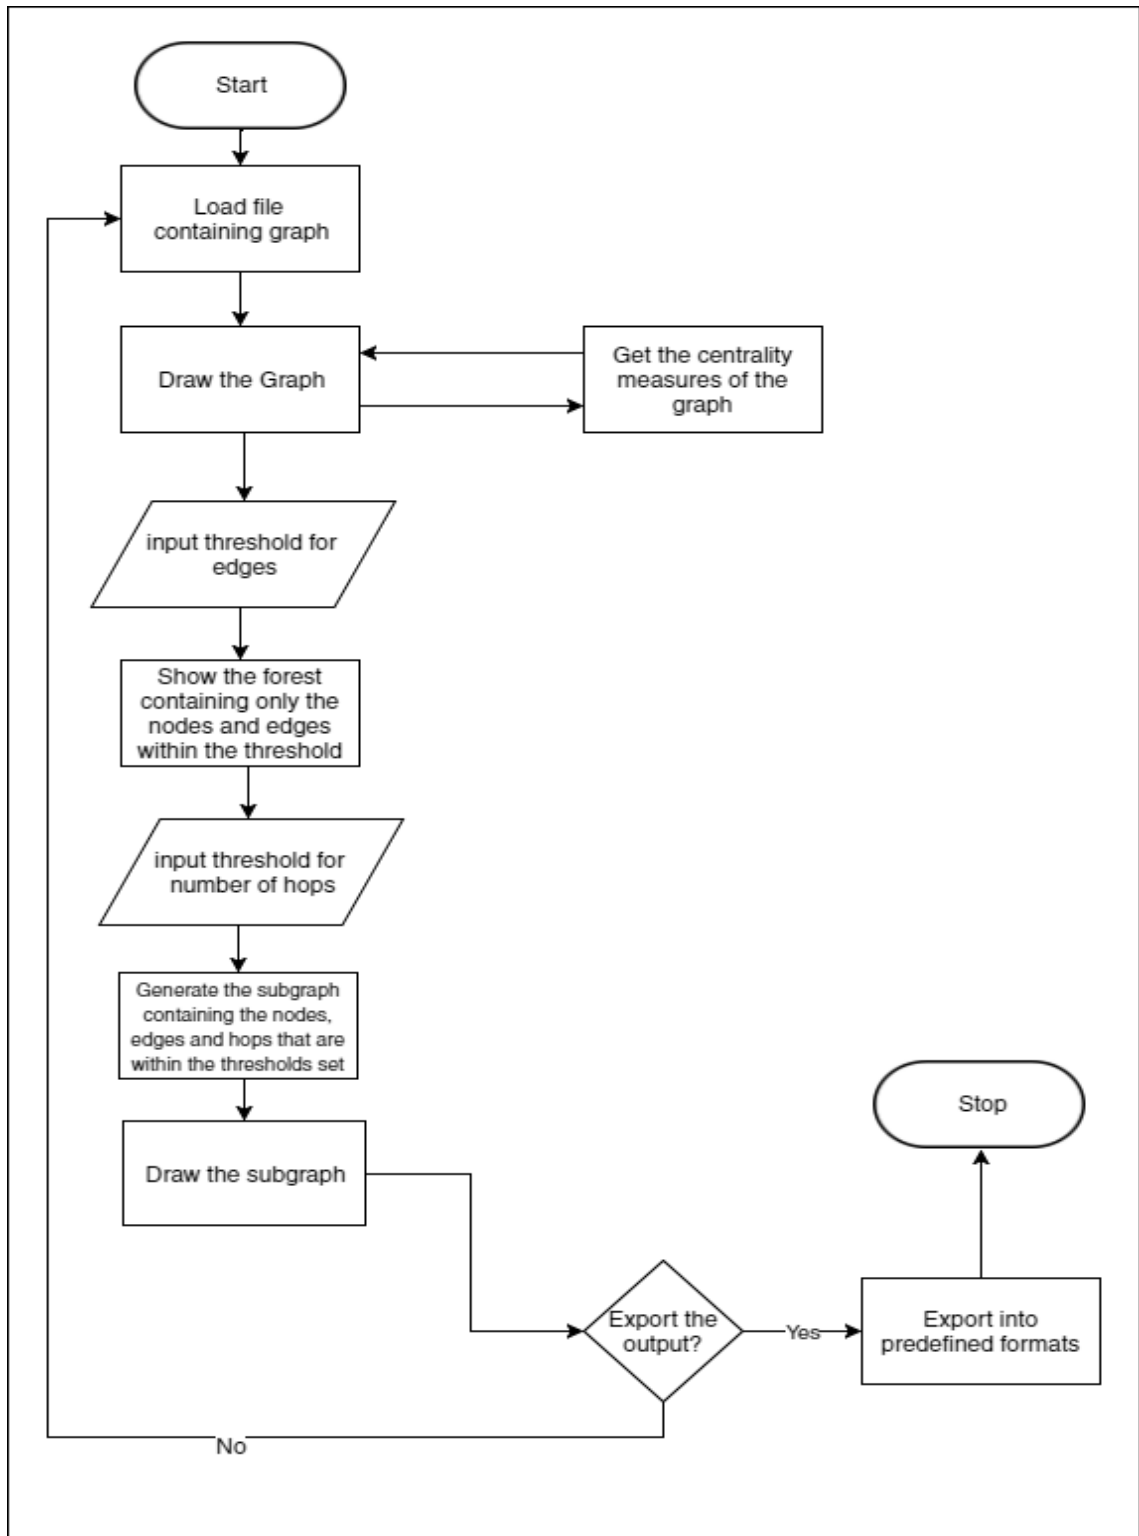 Start
Load file
containing graph
Draw the Graph
Get the centrality
measures of the
graph
input threshold for
edges
Show the forest
containing only the
nodes and edges
within the threshold
input threshold for
number of hops
Generate the subgraph
containing the nodes,
edges and hops that are
within the thresholds set
Draw the subgraph
Stop
Export the
output?
Yes
Export into
predefined formats
No